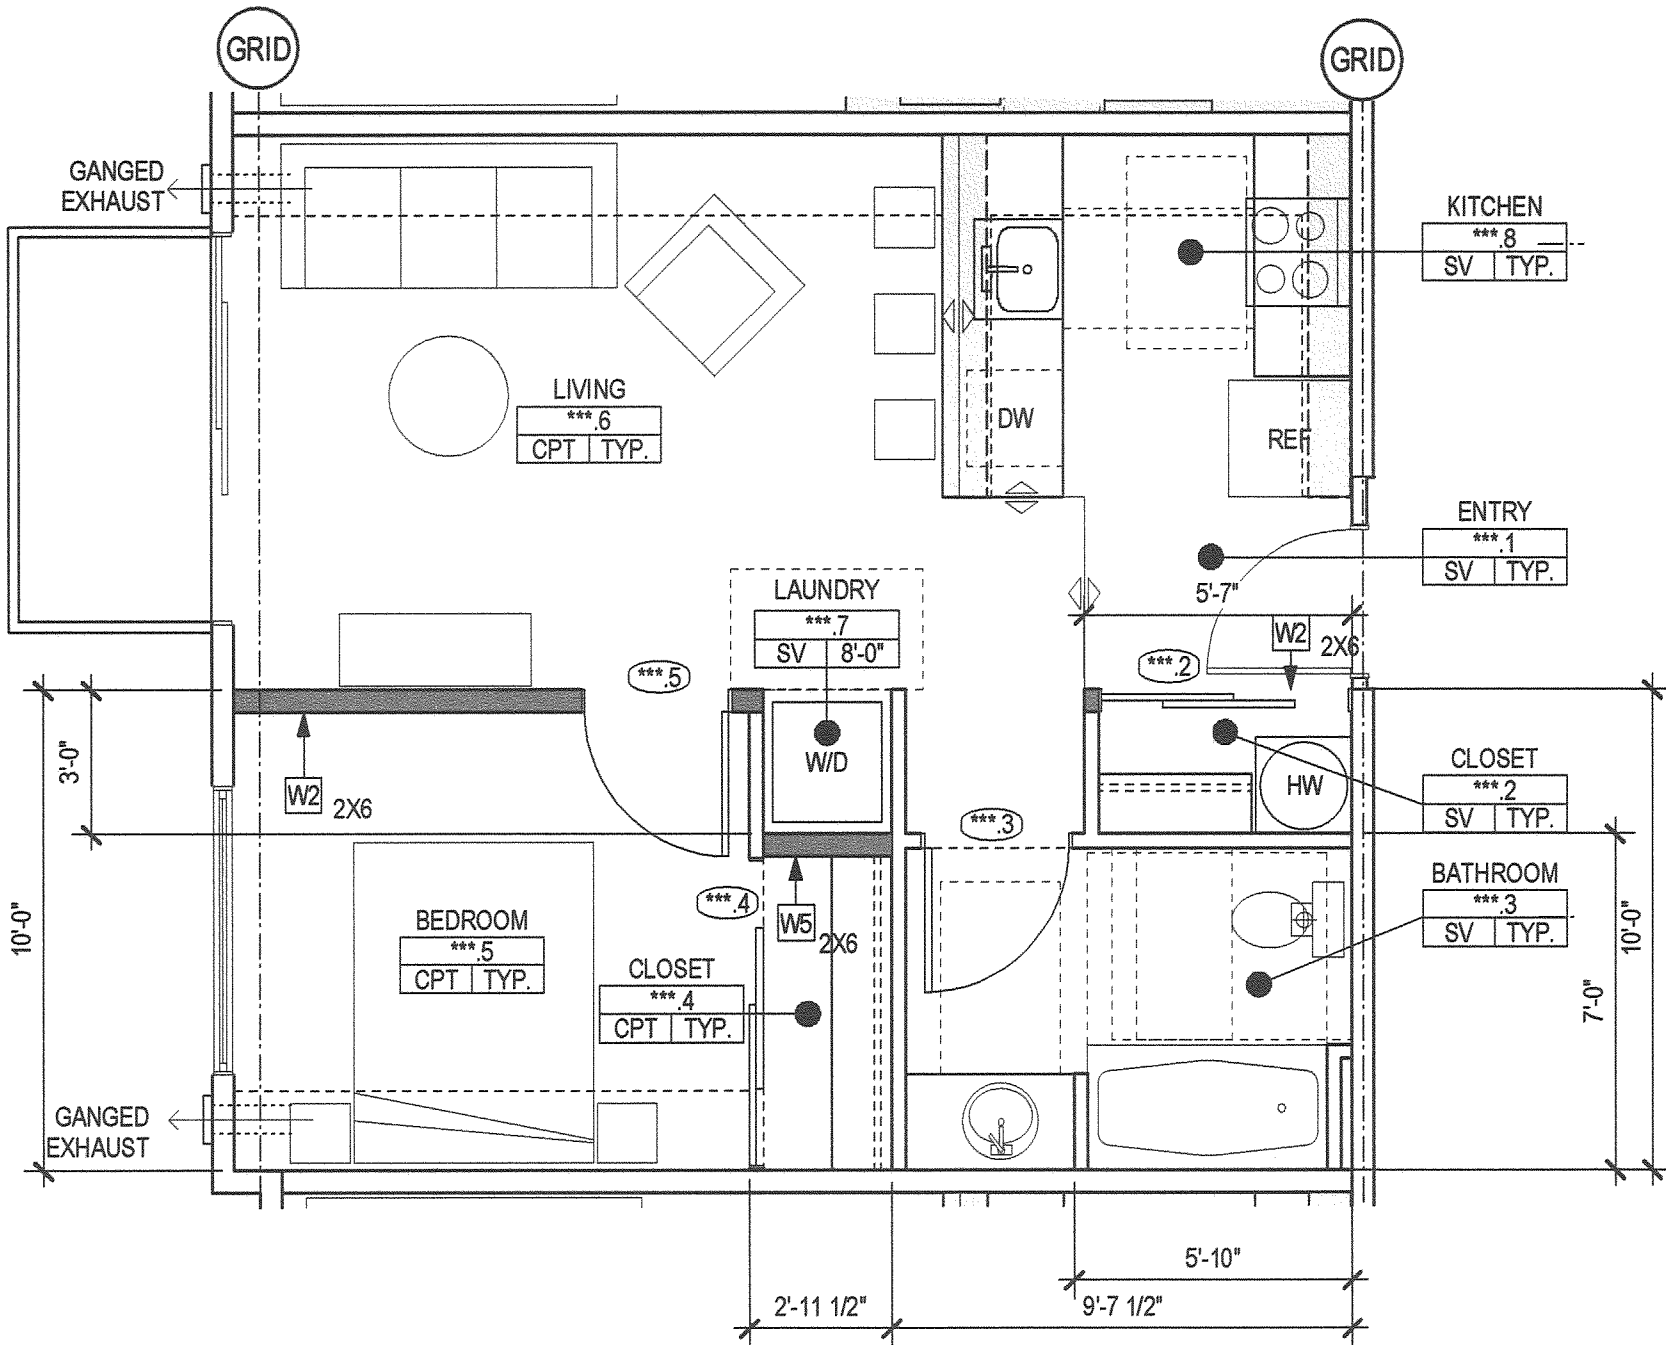 GRID
GRID
GANGED
EXHAUST
KITCHEN
***.8
SV TYP.
LIVING
***.6
CPT TYP.
DW
REF
ENTRY
***.1
SV TYP.
5'-7"
LAUNDRY
***.7
SV 8'-0"
W2
2X6
***.5
***.2
3'-0"
W2
2X6
W/D
HW
CLOSET
***.2
SV TYP.
***.3
BATHROOM
***.3
SV TYP.
10'-0"
BEDROOM
***.5
CPT TYP.
***.4
W5
2X6
CLOSET
***.4
CPT TYP.
10'-0"
7'-0"
GANGED
EXHAUST
5'-10"
2'-11 1/2"
9'-7 1/2"